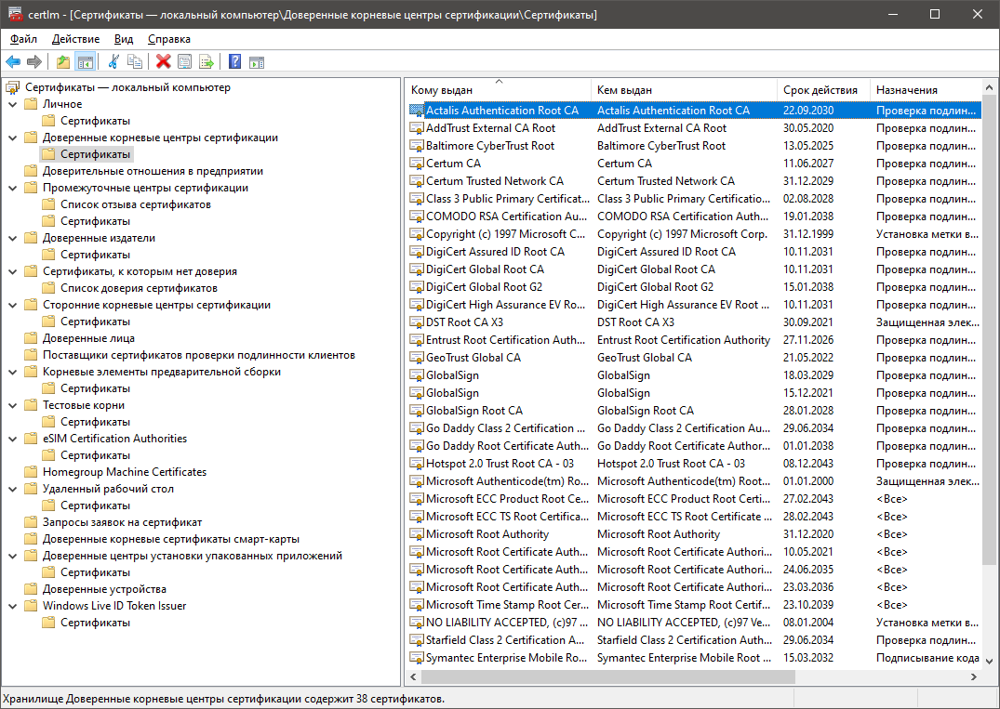 certlm - [Сертификаты — локальный компьютер\Доверенные корневые центры сертификации\Сертификаты]
Файл Действие Вид Справка
Сертификаты — локальный компьютер
Личное
Сертификаты
Доверенные корневые центры сертификации
Сертификаты
Доверительные отношения в предприятии
Промежуточные центры сертификации
Список отзыва сертификатов
Сертификаты
Доверенные издатели
Сертификаты
Сертификаты, к которым нет доверия
Список доверия сертификатов
Сторонние корневые центры сертификации
Сертификаты
Доверенные лица
Поставщики сертификатов проверки подлинности клиентов
Корневые элементы предварительной сборки
Сертификаты
Тестовые корни
Сертификаты
eSIM Certification Authorities
Сертификаты
Homegroup Machine Certificates
Удаленный рабочий стол
Сертификаты
Запросы заявок на сертификат
Доверенные корневые сертификаты смарт-карты
Доверенные центры установки упакованных приложений
Сертификаты
Доверенные устройства
Windows Live ID Token Issuer
Сертификаты
Кому выдан Кем выдан Срок действия Назначения
Actalis Authentication Root CA Actalis Authentication Root CA 22.09.2030 Проверка подлин...
AddTrust External CA Root AddTrust External CA Root 30.05.2020 Проверка подлин...
Baltimore CyberTrust Root Baltimore CyberTrust Root 13.05.2025 Проверка подлин...
Certum CA Certum CA 11.06.2027 Проверка подлин...
Certum Trusted Network CA Certum Trusted Network CA 31.12.2029 Проверка подлин...
Class 3 Public Primary Certificat... Class 3 Public Primary Certificatio... 02.08.2028 Проверка подлин...
COMODO RSA Certification Au... COMODO RSA Certification Auth... 19.01.2038 Проверка подлин...
Copyright (c) 1997 Microsoft C... Copyright (c) 1997 Microsoft Corp. 31.12.1999 Установка метки в...
DigiCert Assured ID Root CA DigiCert Assured ID Root CA 10.11.2031 Проверка подлин...
DigiCert Global Root CA DigiCert Global Root CA 10.11.2031 Проверка подлин...
DigiCert Global Root G2 DigiCert Global Root G2 15.01.2038 Проверка подлин...
DigiCert High Assurance EV Ro... DigiCert High Assurance EV Root ... 10.11.2031 Проверка подлин...
DST Root CA X3 DST Root CA X3 30.09.2021 Защищенная элек...
Entrust Root Certification Auth... Entrust Root Certification Authority 27.11.2026 Проверка подлин...
GeoTrust Global CA GeoTrust Global CA 21.05.2022 Проверка подлин...
GlobalSign GlobalSign 18.03.2029 Проверка подлин...
GlobalSign GlobalSign 15.12.2021 Проверка подлин...
GlobalSign Root CA GlobalSign Root CA 28.01.2028 Проверка подлин...
Go Daddy Class 2 Certification ... Go Daddy Class 2 Certification Au... 29.06.2034 Проверка подлин...
Go Daddy Root Certificate Auth... Go Daddy Root Certificate Author... 01.01.2038 Проверка подлин...
Hotspot 2.0 Trust Root CA - 03 Hotspot 2.0 Trust Root CA - 03 08.12.2043 Проверка подлин...
Microsoft Authenticode(tm) Ro... Microsoft Authenticode(tm) Root... 01.01.2000 Защищенная элек...
Microsoft ECC Product Root Ce... Microsoft ECC Product Root Certi... 27.02.2043 <Все>
Microsoft ECC TS Root Certifica... Microsoft ECC TS Root Certificate ... 28.02.2043 <Все>
Microsoft Root Authority Microsoft Root Authority 31.12.2020 <Все>
Microsoft Root Certificate Auth... Microsoft Root Certificate Authori... 10.05.2021 <Все>
Microsoft Root Certificate Auth... Microsoft Root Certificate Authori... 24.06.2035 <Все>
Microsoft Root Certificate Auth... Microsoft Root Certificate Authori... 23.03.2036 <Все>
Microsoft Time Stamp Root Cer... Microsoft Time Stamp Root Certif... 23.10.2039 <Все>
NO LIABILITY ACCEPTED, (c)97 ... NO LIABILITY ACCEPTED, (c)97 Ve... 08.01.2004 Установка метки в...
Starfield Class 2 Certification A... Starfield Class 2 Certification Auth... 29.06.2034 Проверка подлин...
Symantec Enterprise Mobile Ro... Symantec Enterprise Mobile Root ... 15.03.2032 Подписывание кода
Хранилище Доверенные корневые центры сертификации содержит 38 сертификатов.